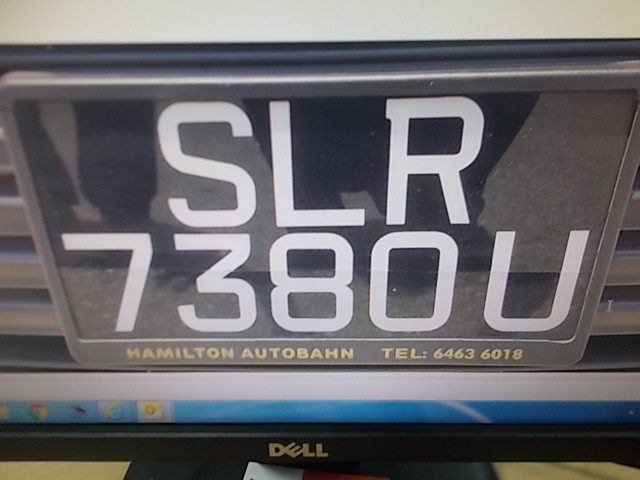 SLR
7380U
HAMILTON AUTOBAHN TEL: 6463 6018
DELL